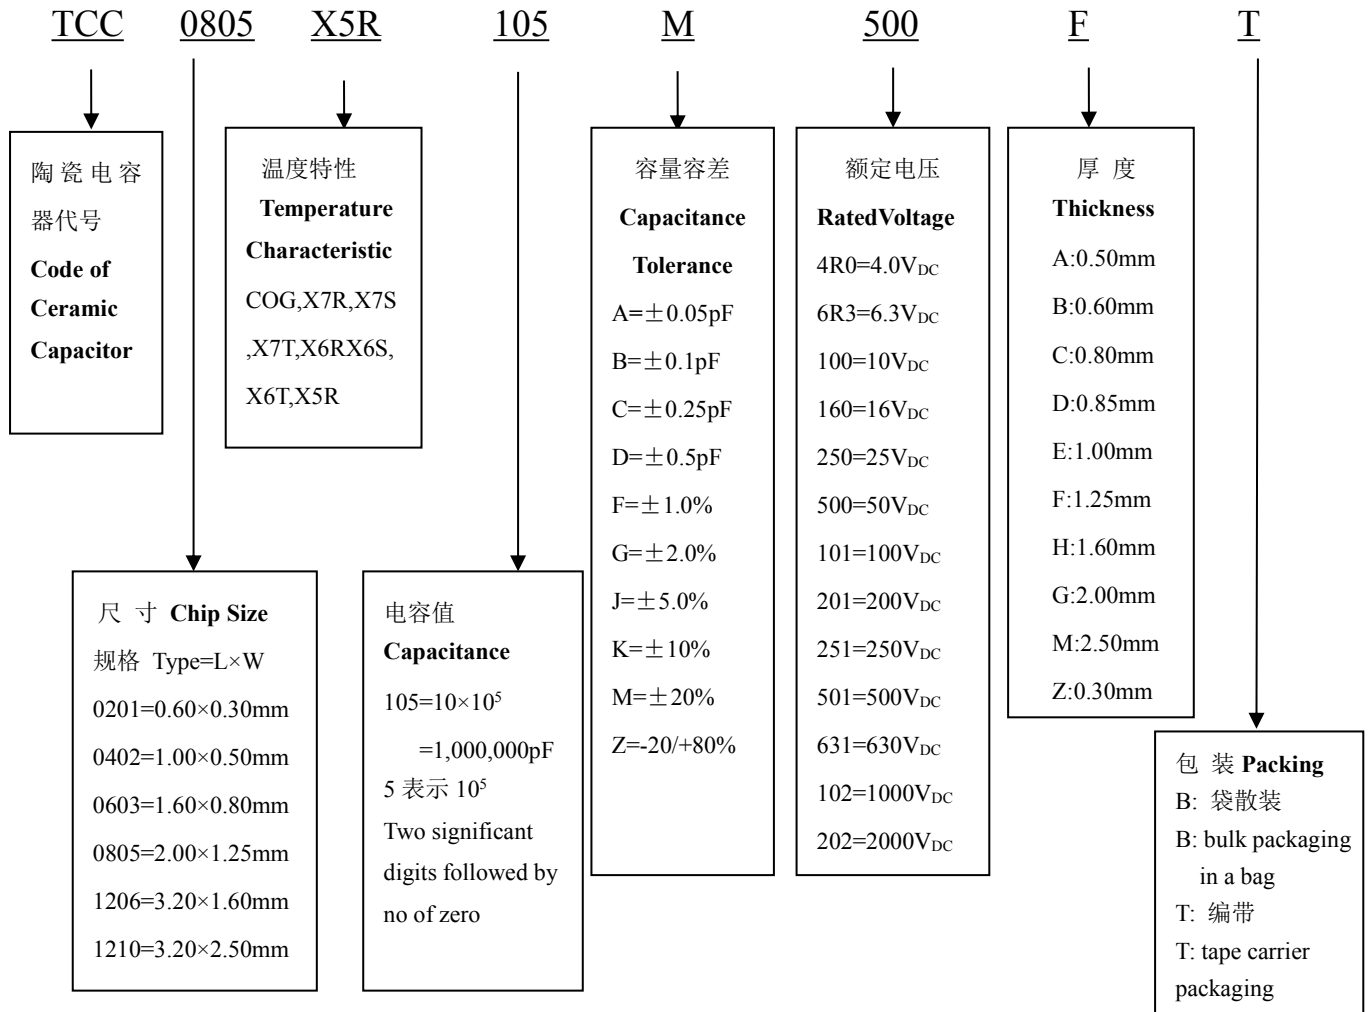 TCC 0805 X5R 105 M 500 F T
陶瓷电容
器代号
Code of
Ceramic
Capacitor
温度特性
Temperature
Characteristic
COG,X7R,X7S
,X7T,X6RX6S,
X6T,X5R
容量容差
Capacitance
Tolerance
A=±0.05pF
B=±0.1pF
C=±0.25pF
D=±0.5pF
F=±1.0%
G=±2.0%
J=±5.0%
K=±10%
M=±20%
Z=-20/+80%
额定电压
RatedVoltage
4R0=4.0VDC
6R3=6.3VDC
100=10VDC
160=16VDC
250=25VDC
500=50VDC
101=100VDC
201=200VDC
251=250VDC
501=500VDC
631=630VDC
102=1000VDC
202=2000VDC
厚 度
Thickness
A:0.50mm
B:0.60mm
C:0.80mm
D:0.85mm
E:1.00mm
F:1.25mm
H:1.60mm
G:2.00mm
M:2.50mm
Z:0.30mm
尺 寸 Chip Size
规格 Type=L×W
0201=0.60×0.30mm
0402=1.00×0.50mm
0603=1.60×0.80mm
0805=2.00×1.25mm
1206=3.20×1.60mm
1210=3.20×2.50mm
电容值
Capacitance
105=10×10⁵
=1,000,000pF
5 表示 10⁵
Two significant
digits followed by
no of zero
包 装 Packing
B: 袋散装
B: bulk packaging
in a bag
T: 编带
T: tape carrier
packaging